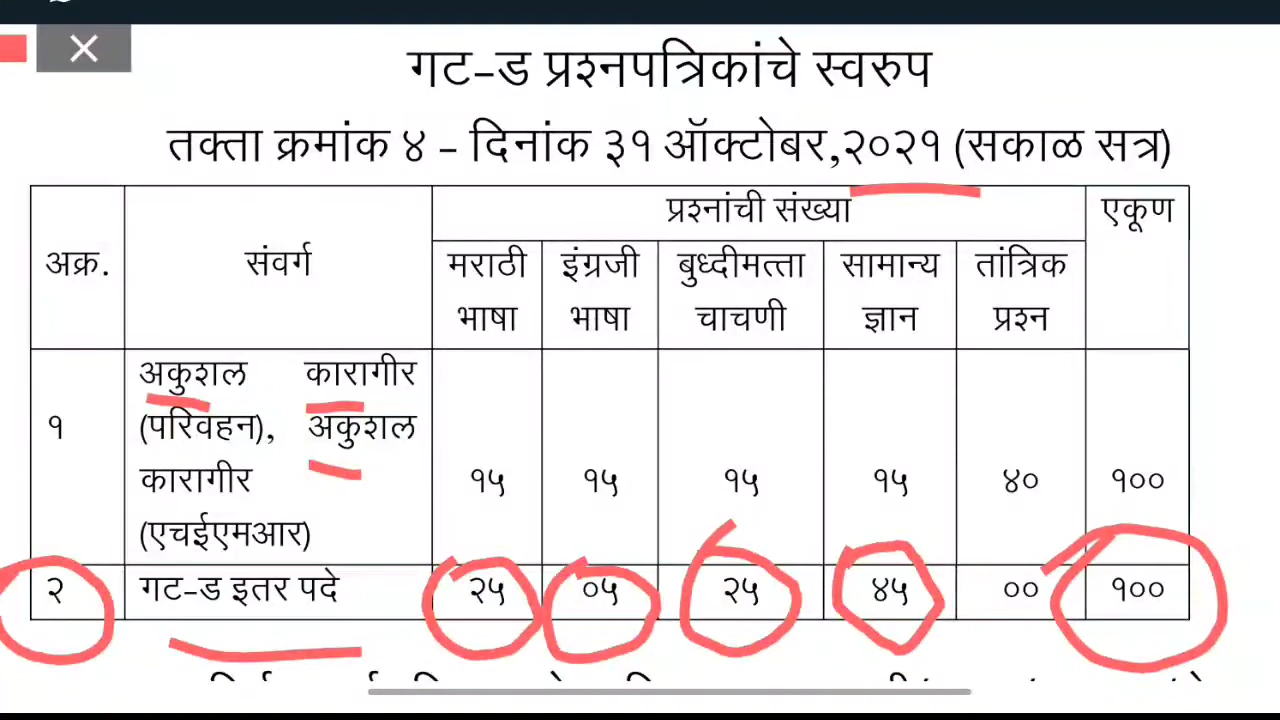 गट-ड प्रश्नपत्रिकांचे स्वरुप
तक्ता क्रमांक ४ - दिनांक ३१ ऑक्टोबर,२०२१ (सकाळ सत्र)
अक्र. संवर्ग प्रश्नांची संख्या एकूण
मराठी भाषा इंग्रजी भाषा बुध्दीमत्ता चाचणी सामान्य ज्ञान तांत्रिक प्रश्न
१ अकुशल कारागीर
(परिवहन), अकुशल
कारागीर १५ १५ १५ १५ ४० १००
(एचईएमआर)
२ गट-ड इतर पदे २५ ०५ २५ ४५ ०० १००